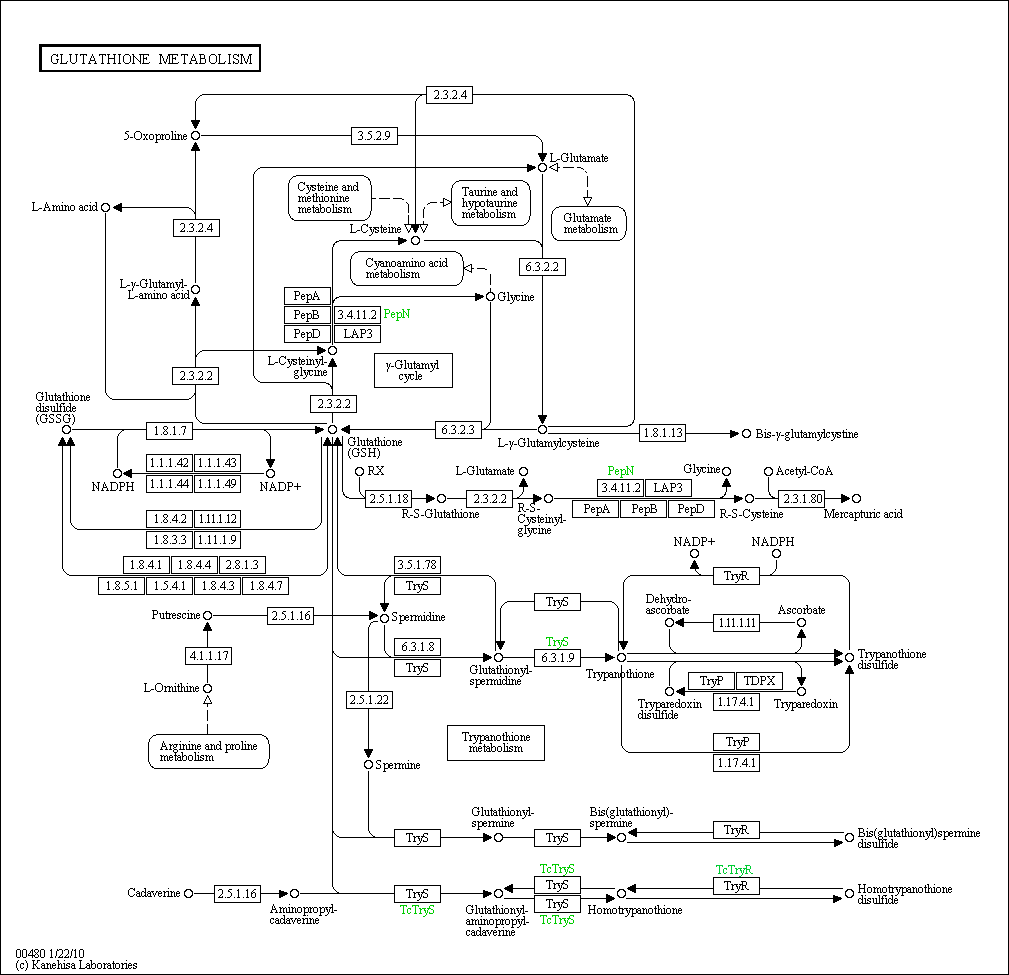 GLUTATHIONE METABOLISM
2.3.2.4
5-Oxoproline
3.5.2.9
L-Glutamate
Cysteine and
methionine
metabolism
Taurine and
hypotaurine
metabolism
Glutamate
metabolism
L-Amino acid
2.3.2.4
L-Cysteine
Cyanoamino acid
metabolism
6.3.2.2
L-γ-Glutamyl-
L-amino acid
PepA
Glycine
PepB
3.4.11.2
PepN
PepD
LAP3
L-Cysteinyl-
glycine
γ-Glutamyl
cycle
2.3.2.2
2.3.2.2
Glutathione
disulfide
(GSSG)
1.8.1.7
Glutathione
(GSH)
6.3.2.3
L-γ-Glutamylcysteine
1.8.1.13
Bis-γ-glutamylcystine
1.1.1.42
1.1.1.43
1.1.1.44
1.1.1.49
NADPH
NADP+
RX
L-Glutamate
PepN
Glycine
Acetyl-CoA
3.4.11.2
LAP3
2.5.1.18
2.3.2.2
2.3.1.80
PepA
PepB
PepD
R-S-Glutathione
R-S-
Cysteinyl-
glycine
R-S-Cysteine
Mercapturic acid
1.8.4.2
1.11.1.12
1.8.3.3
1.11.1.9
1.8.4.1
1.8.4.4
2.8.1.3
1.8.5.1
1.5.4.1
1.8.4.3
1.8.4.7
3.5.1.78
TryS
NADP+
NADPH
TryR
Putrescine
2.5.1.16
Spermidine
TryS
Dehydro-
ascorbate
Ascorbate
1.11.1.11
4.1.1.17
6.3.1.8
TryS
TryS
6.3.1.9
Glutathionyl-
spermidine
Trypanothione
Trypanothione
disulfide
L-Ornithine
2.5.1.22
TryP
TDPX
1.17.4.1
Tryparedoxin
disulfide
Tryparedoxin
Arginine and proline
metabolism
Trypanothione
metabolism
TryP
1.17.4.1
Spermine
Glutathionyl-
spermine
Bis(glutathionyl)-
spermine
TryS
TryS
TryR
Bis(glutathionyl)spermine
disulfide
Cadaverine
2.5.1.16
Aminopropyl-
cadaverine
TryS
TcTryS
Glutathionyl-
aminopropyl-
cadaverine
TcTryS
TryS
TryS
TcTryS
Homotrypanothione
TcTryR
TryR
Homotrypanothione
disulfide
00480 1/22/10
(c) Kanehisa Laboratories